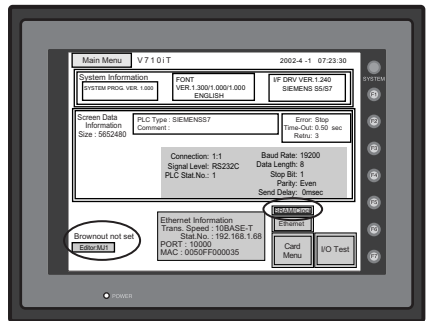 Main Menu V710iT 2002-4 -1 07:23:30
System Information
SYSTEM PROG. VER. 1.000
FONT
VER.1.300/1.000/1.000
ENGLISH
I/F DRV VER.1.240
SIEMENS S5/S7
SYSTEM
Screen Data
Information
Size : 5652480
PLC Type : SIEMENSS7
Comment :
Error: Stop
Time-Out: 0.50 sec
Retru: 3
Connection: 1:1
Signal Level: RS232C
PLC Stat.No.: 1
Baud Rate: 19200
Data Length: 8
Stop Bit: 1
Parity: Even
Send Delay: 0msec
Brownout not set
Editor:MJ1
Ethernet Information
Trans. Speed : 10BASE-T
Stat.No. : 192.168.1.68
PORT : 10000
MAC : 0050FF000035
SRAM/Clock
Ethernet
Card
Menu
I/O Test
F1
F2
F3
F4
F5
F6
F7
POWER